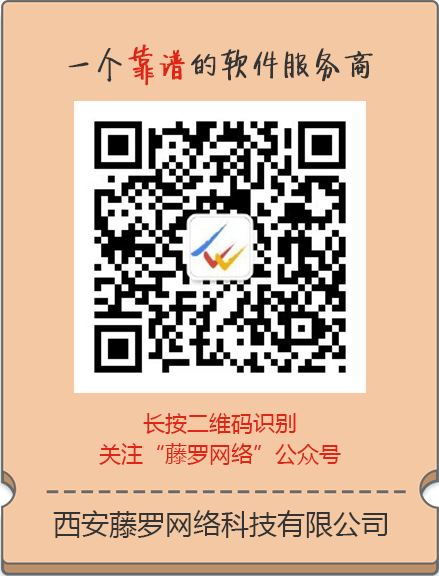 一个靠谱的软件服务商
长按二维码识别
关注“藤罗网络”公众号
西安藤罗网络科技有限公司